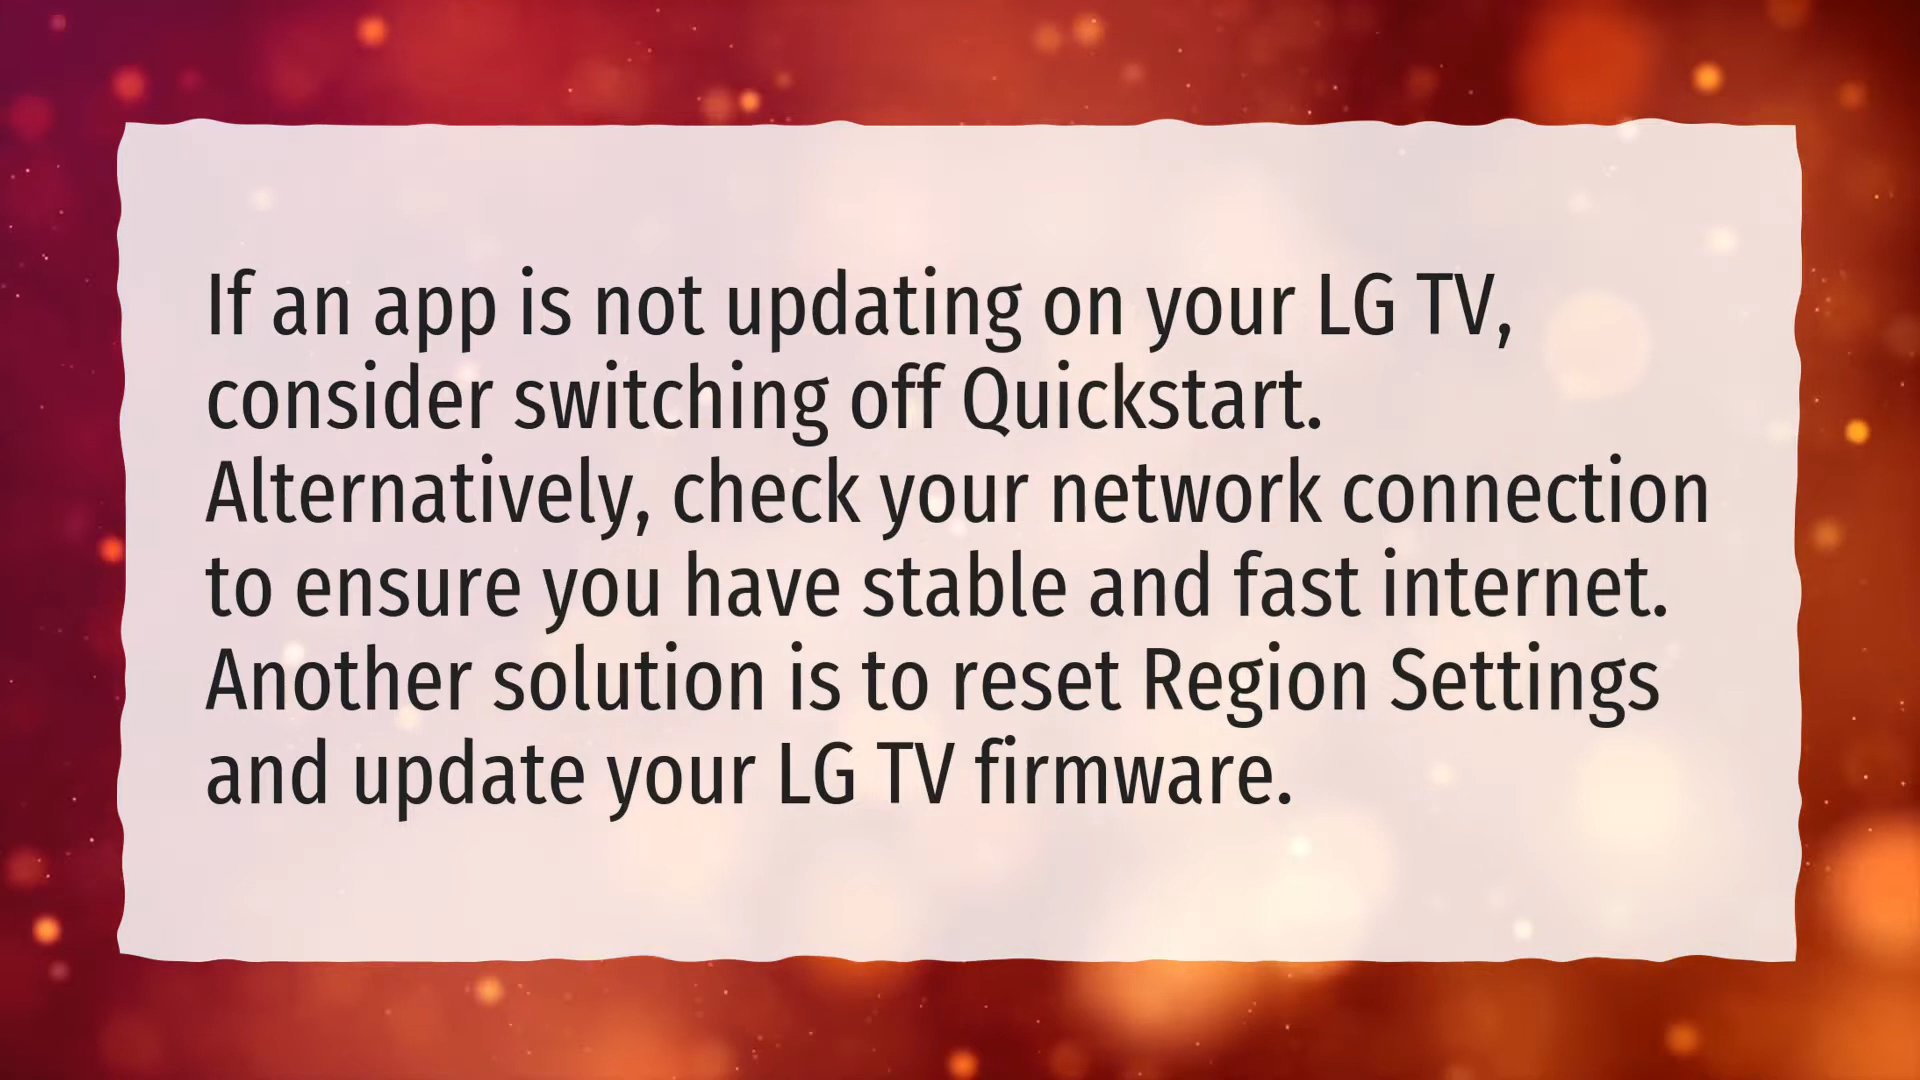 If an app is not updating on your LG TV,
consider switching off Quickstart.
Alternatively, check your network connection
to ensure you have stable and fast internet.
Another solution is to reset Region Settings
and update your LG TV firmware.